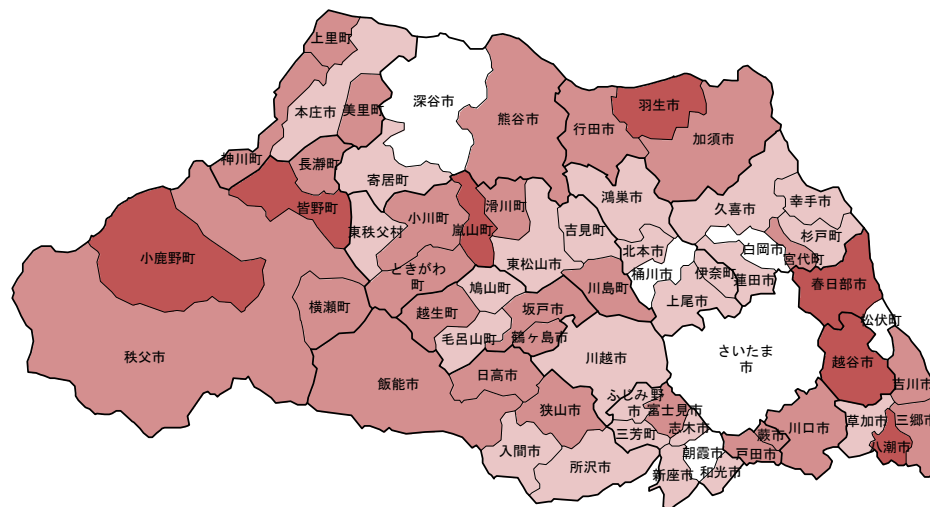 上里町
深谷市
羽生市
本庄市
美里町
熊谷市
行田市
加須市
神川町
長瀞町
寄居町
鴻巣市
久喜市
幸手市
皆野町
小川町
嵐山町
滑川町
吉見町
東秩父村
杉戸町
北本市
白岡市
宮代町
小鹿野町
ときがわ
町
東松山市
桶川市
伊奈町
蓮田市
春日部市
鳩山町
川島町
上尾市
横瀬町
越生町
坂戸市
松伏町
毛呂山町
鶴ヶ島市
川越市
さいたま
市
越谷市
秩父市
飯能市
日高市
吉川市
狭山市
ふじみ野
市
富士見市
志木市
川口市
草加市
三郷市
三芳町
蕨市
八潮市
入間市
所沢市
朝霞市
戸田市
新座市
和光市